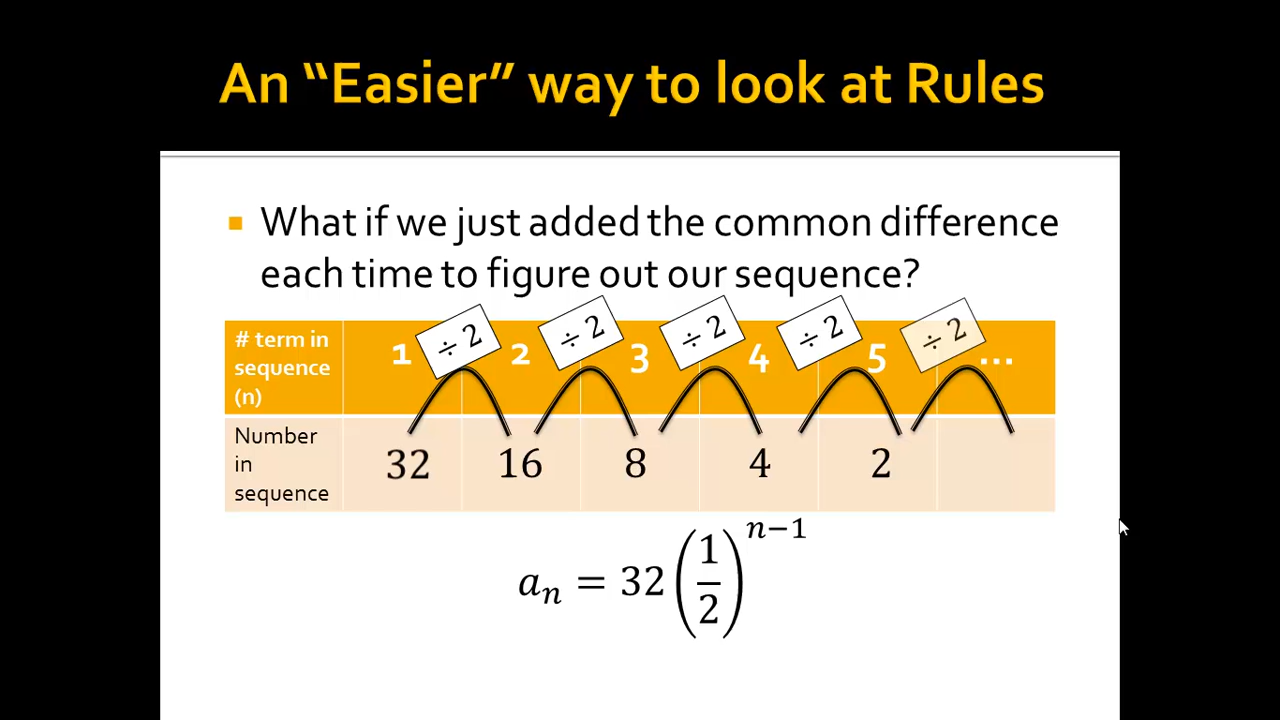 An “Easier” way to look at Rules
What if we just added the common difference
each time to figure out our sequence?
÷ 2 ÷ 2 ÷ 2 ÷ 2 ÷ 2
# term in
sequence
(n)
1 2 3 4 5 ...
Number
in
sequence
32 16 8 4 2
aₙ = 32(1/2)ⁿ⁻¹